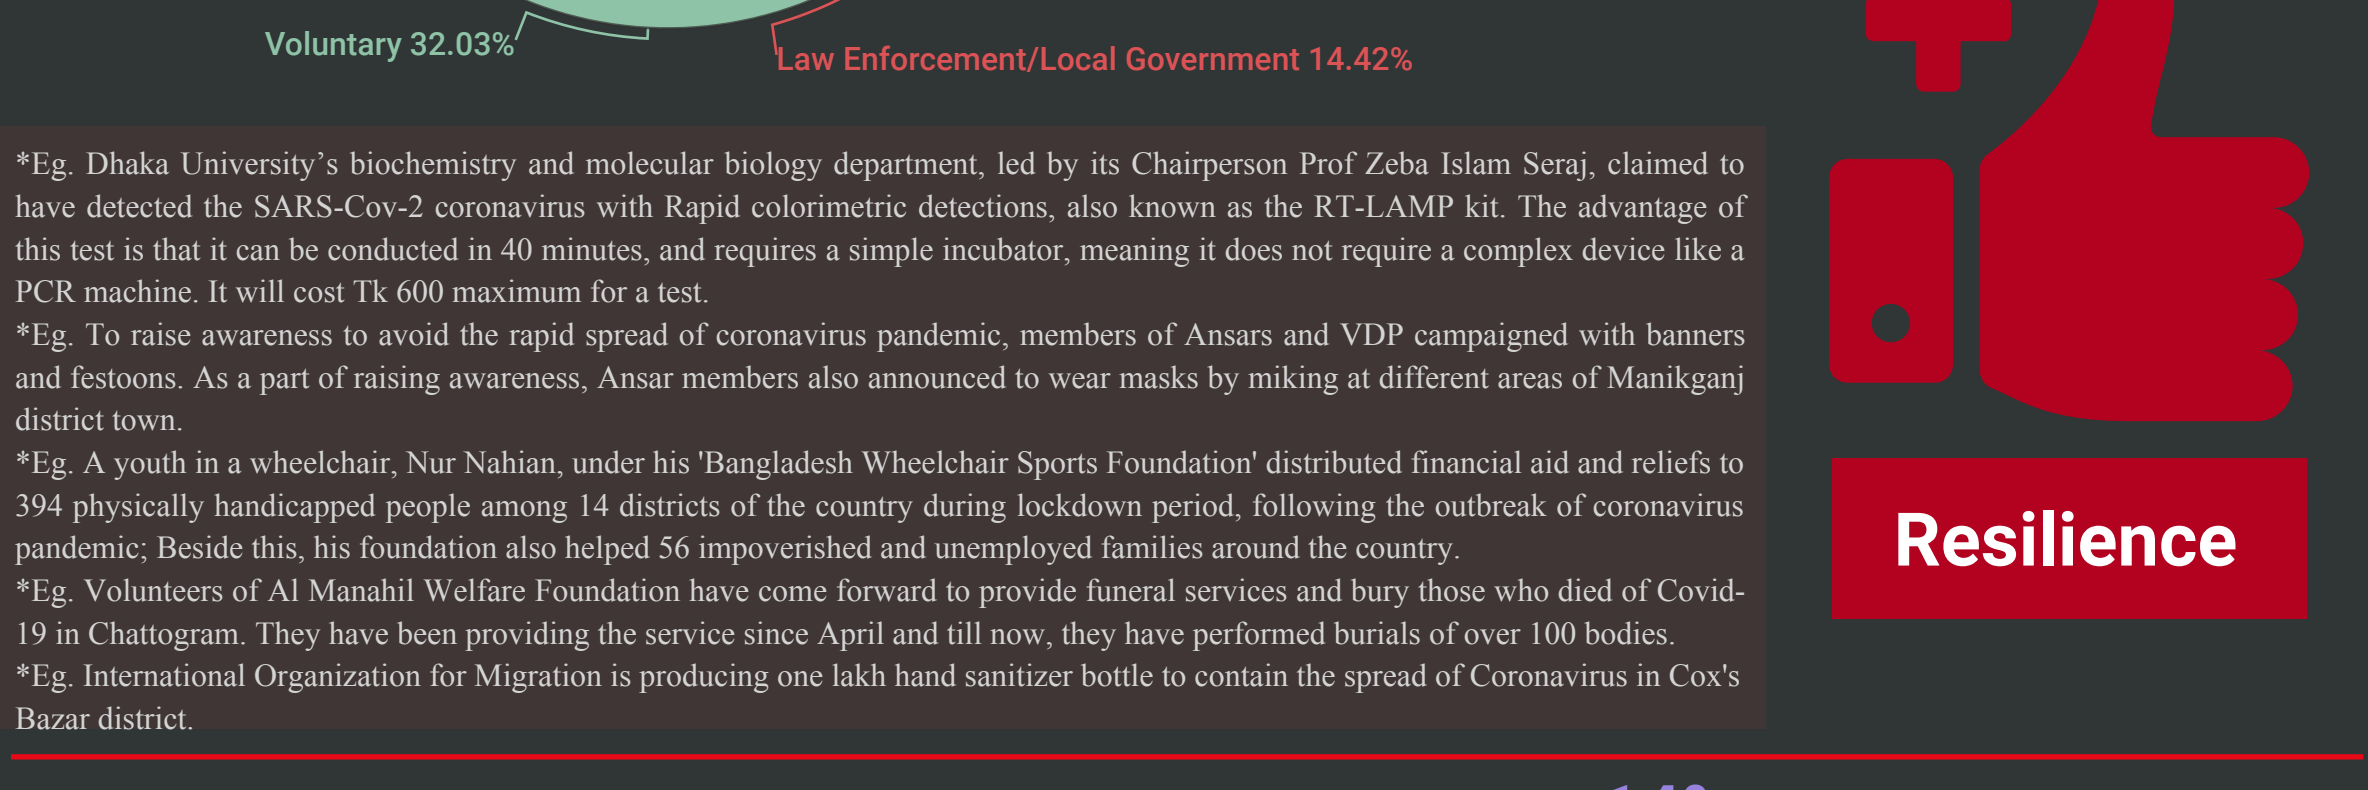 Voluntary 32.03%
Law Enforcement/Local Government 14.42%
*Eg. Dhaka University’s biochemistry and molecular biology department, led by its Chairperson Prof Zeba Islam Seraj, claimed to
have detected the SARS-Cov-2 coronavirus with Rapid colorimetric detections, also known as the RT-LAMP kit. The advantage of
this test is that it can be conducted in 40 minutes, and requires a simple incubator, meaning it does not require a complex device like a
PCR machine. It will cost Tk 600 maximum for a test.
*Eg. To raise awareness to avoid the rapid spread of coronavirus pandemic, members of Ansars and VDP campaigned with banners
and festoons. As a part of raising awareness, Ansar members also announced to wear masks by miking at different areas of Manikganj
district town.
*Eg. A youth in a wheelchair, Nur Nahian, under his 'Bangladesh Wheelchair Sports Foundation' distributed financial aid and reliefs to
394 physically handicapped people among 14 districts of the country during lockdown period, following the outbreak of coronavirus
pandemic; Beside this, his foundation also helped 56 impoverished and unemployed families around the country.
*Eg. Volunteers of Al Manahil Welfare Foundation have come forward to provide funeral services and bury those who died of Covid-
19 in Chattogram. They have been providing the service since April and till now, they have performed burials of over 100 bodies.
*Eg. International Organization for Migration is producing one lakh hand sanitizer bottle to contain the spread of Coronavirus in Cox's
Bazar district.
Resilience